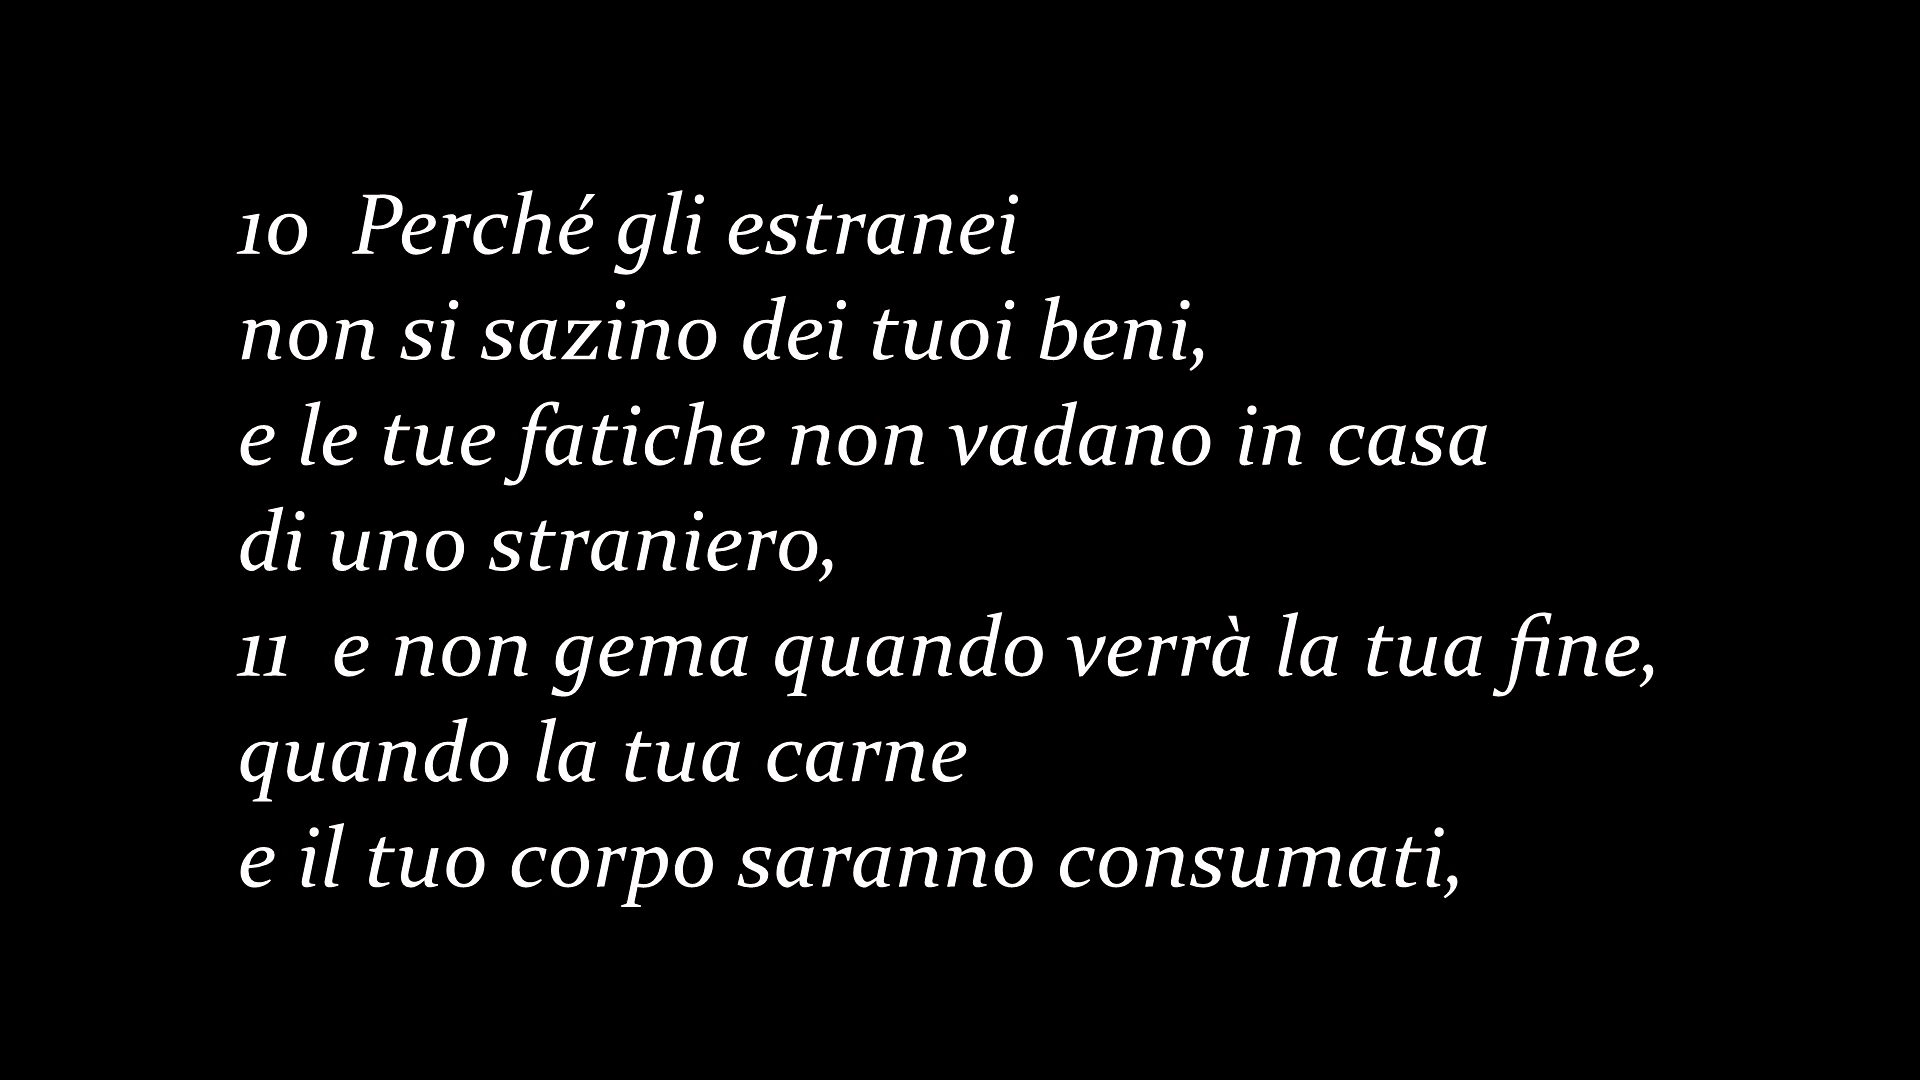 10  Perché gli estranei
non si sazino dei tuoi beni,
e le tue fatiche non vadano in casa
di uno straniero,
11  e non gema quando verrà la tua fine,
quando la tua carne
e il tuo corpo saranno consumati,